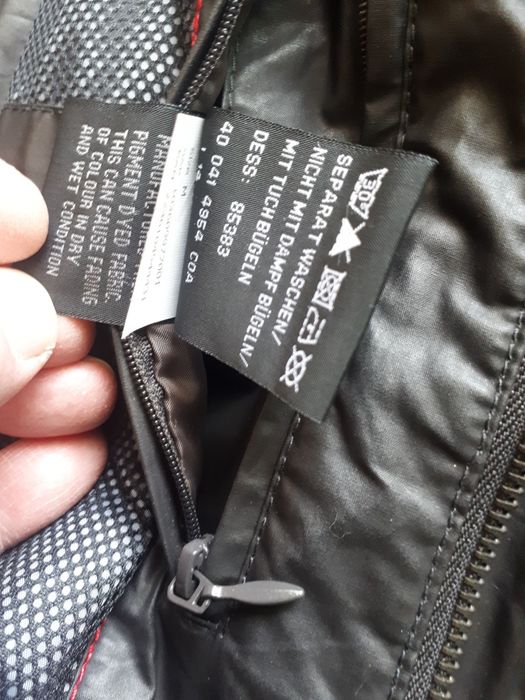 30
SEPARAT WASCHEN/
NICHT MIT DAMPF BÜGELN/
MIT TUCH BÜGELN
DESS: 85383
40 041 4954 COA
PIGMENT DYED FABRIC.
THIS CAN CAUSE FADING
OF COLOUR IN DRY
AND WET CONDITION